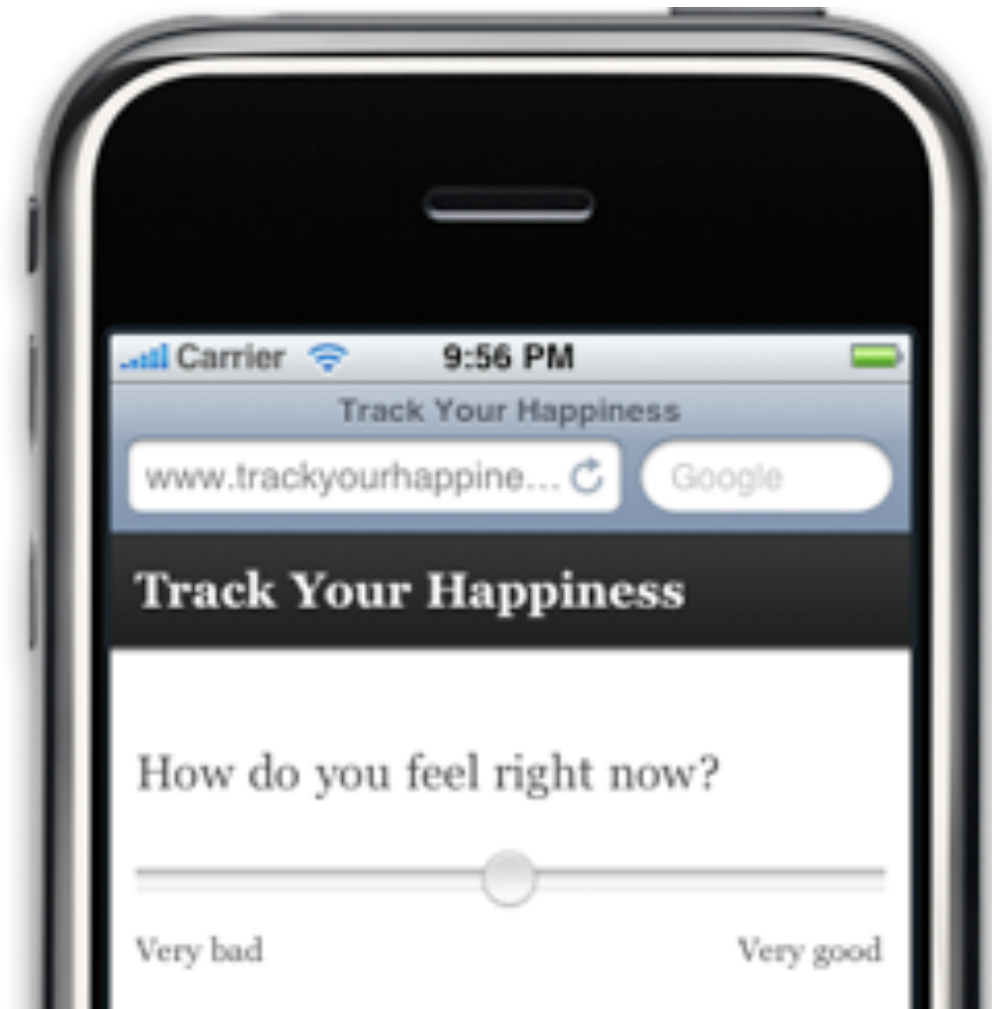 Carrier 9:56 PM
Track Your Happiness
www.trackyourhappine... Google
Track Your Happiness
How do you feel right now?
Very bad Very good